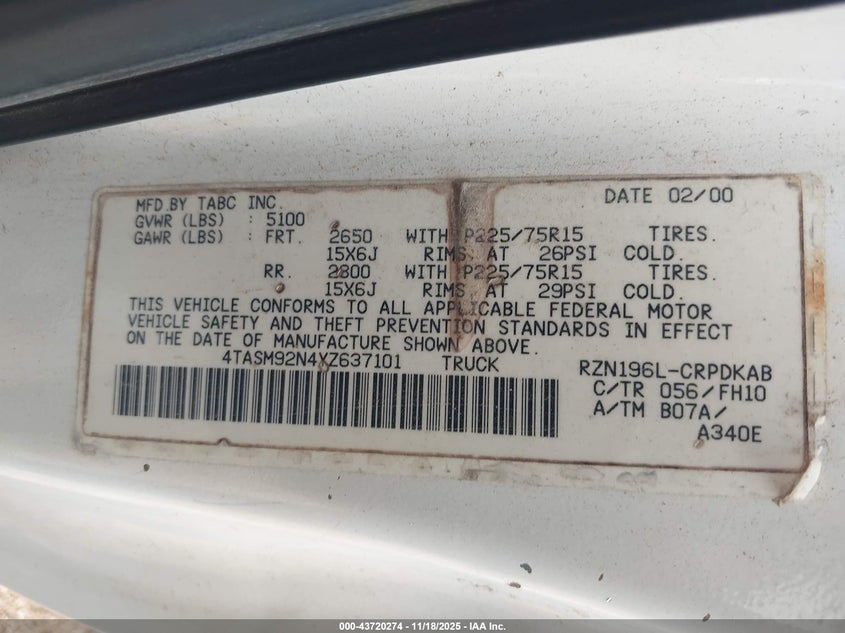 MFD.BY TABC INC. DATE 02/00
GVWR (LBS) : 5100
GAWR (LBS) : FRT. 2650 WITH P225/75R15 TIRES.
15X6J RIMS AT 26PSI COLD.
RR. 2800 WITH P225/75R15 TIRES.
15X6J RIMS AT 29PSI COLD.
THIS VEHICLE CONFORMS TO ALL APPLICABLE FEDERAL MOTOR
VEHICLE SAFETY AND THEFT PREVENTION STANDARDS IN EFFECT
ON THE DATE OF MANUFACTURE SHOWN ABOVE.
4TASM92N4YZ637101 TRUCK RZN196L-CRPDKAB
C/TR 056/FH10
A/TM B07A/
A340E
000-43720274 - 11/18/2025 - IAA Inc.